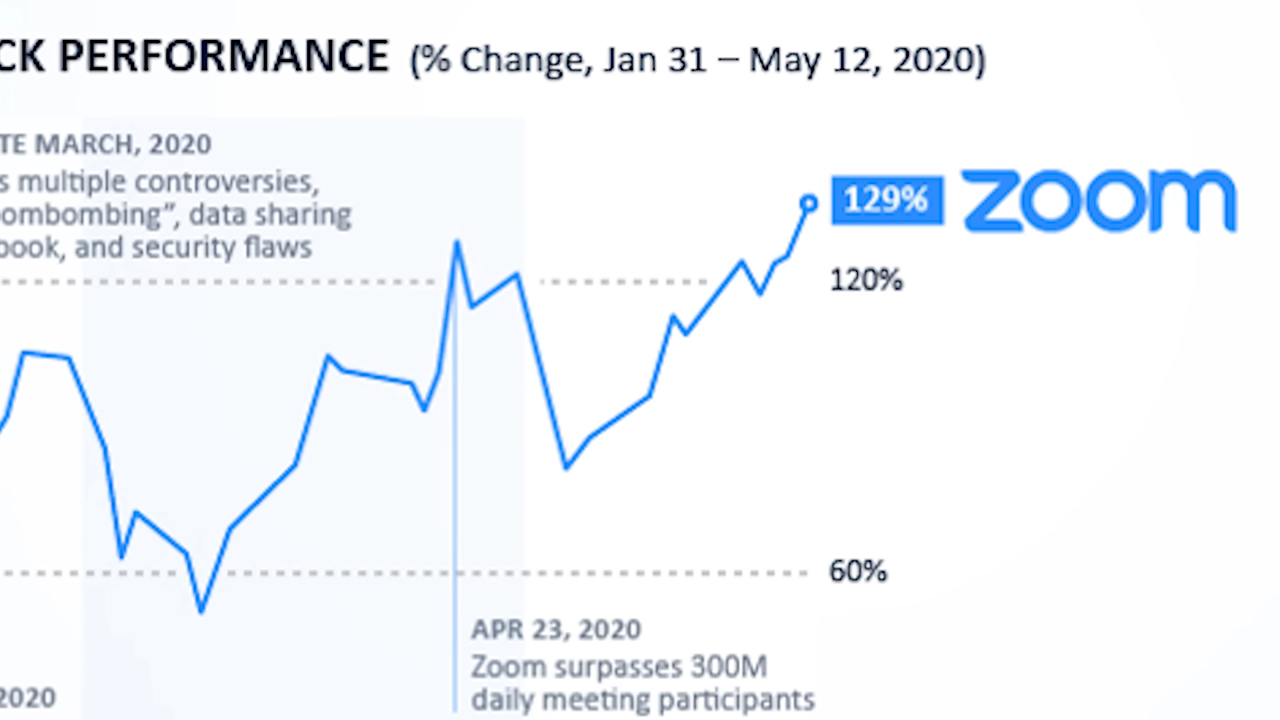 CK PERFORMANCE (% Change, Jan 31 – May 12, 2020)
TE MARCH, 2020
s multiple controversies,
oombombing”, data sharing
book, and security flaws
129% zoom
120%
60%
APR 23, 2020
Zoom surpasses 300M
daily meeting participants
2020